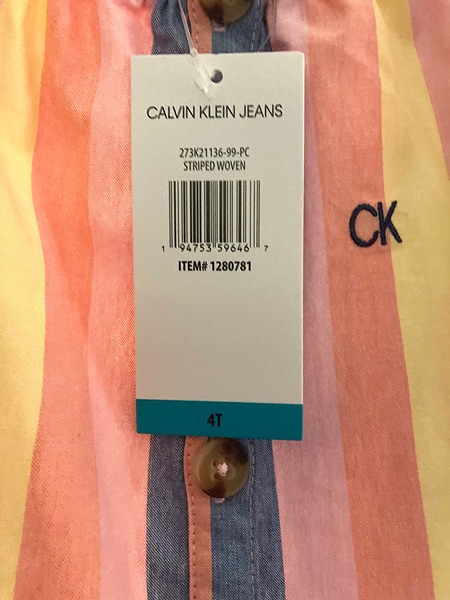 CALVIN KLEIN JEANS
273K21136-99-PC
STRIPED WOVEN
CK
1 94753 59646 7
ITEM# 1280781
4T